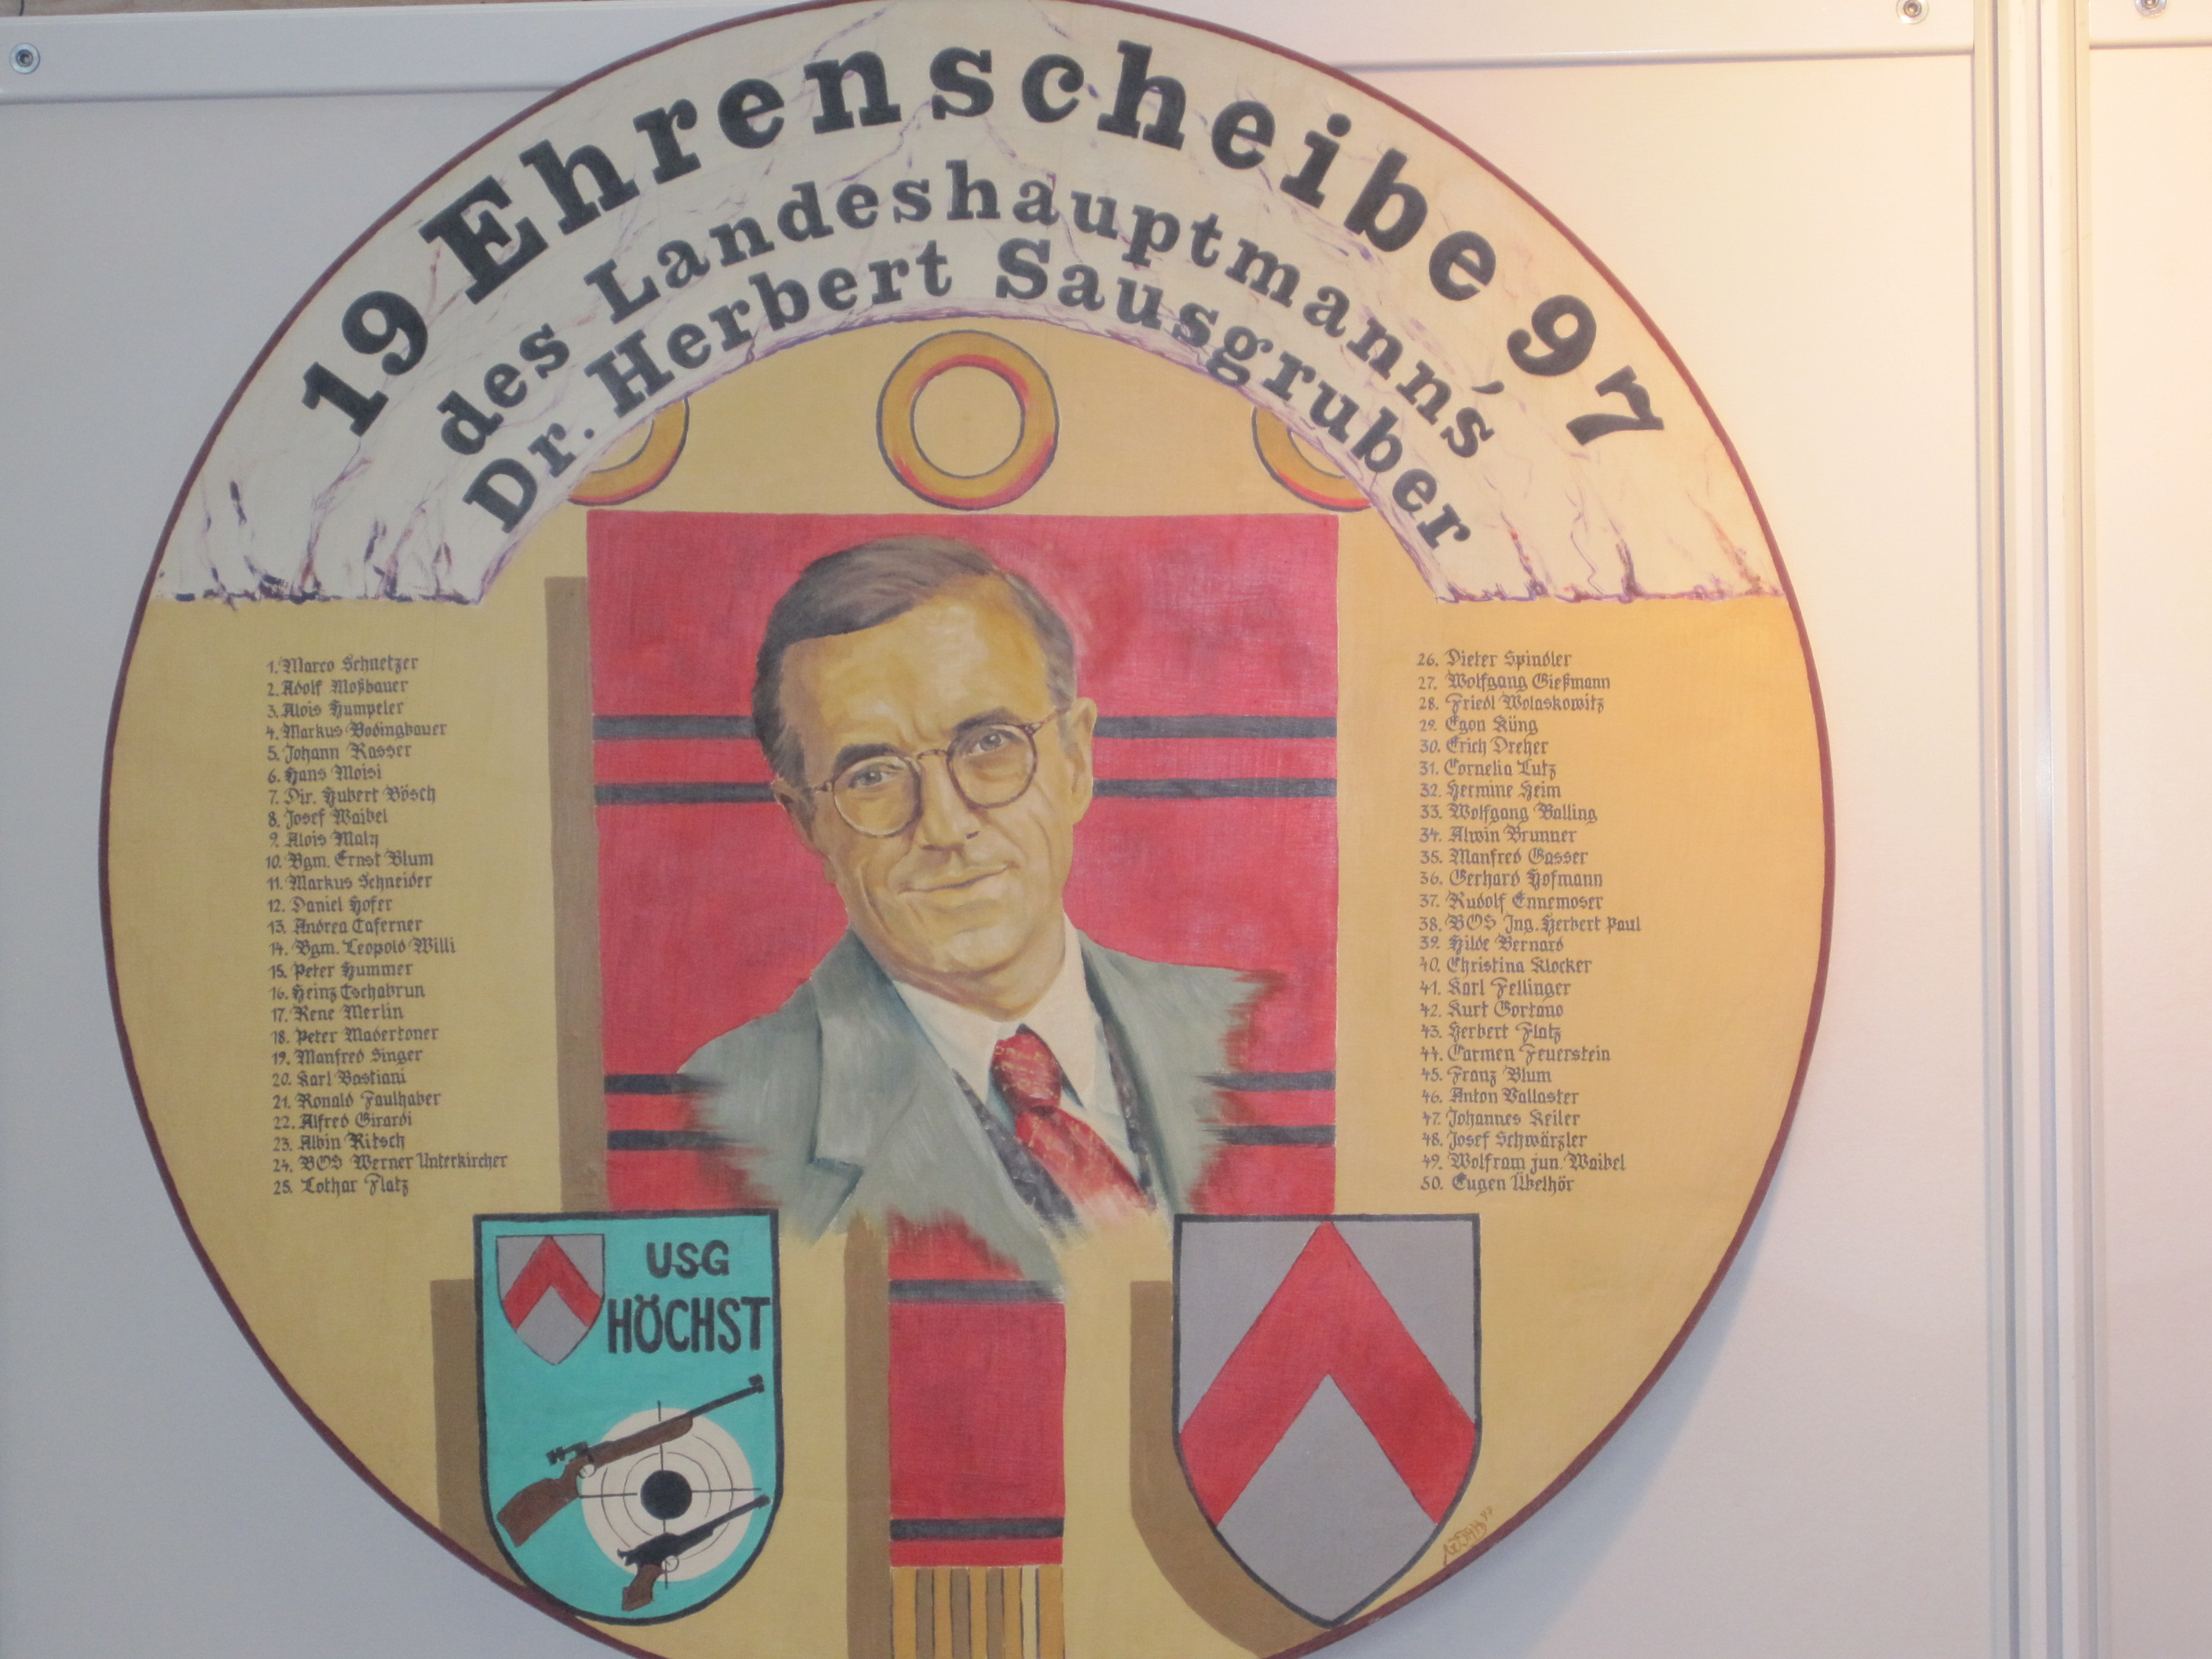 19 Ehrenscheibe 97
des Landeshauptmann´s
Dr. Herbert Sausgruber
1. Marco Schnetzer
2. Adolf Moßbauer
3. Alois Humpeler
4. Markus Bodingbauer
5. Johann Rasser
6. Hans Moisi
7. Dir. Hubert Bösch
8. Josef Waibel
9. Alois Maly
10. Bgm. Ernst Blum
11. Markus Schneider
12. Daniel Hofer
13. Andrea Taferner
14. Bgm. Leopold Willi
15. Peter Hummer
16. Heinz Tschabrun
17. Rene Merlin
18. Peter Madertoner
19. Manfred Singer
20. Karl Bastiani
21. Ronald Faulhaber
22. Alfred Girardi
23. Albin Ritsch
24. BOS Werner Unterkircher
25. Lothar Flatz
26. Dieter Spindler
27. Wolfgang Gießmann
28. Friedl Wolaskowitz
29. Egon Küng
30. Erich Dreher
31. Cornelia Lutz
32. Hermine Heim
33. Wolfgang Balling
34. Alwin Brunner
35. Manfred Gasser
36. Gerhard Hofmann
37. Rudolf Ennemoser
38. BOS Ing. Herbert Paul
39. Hilde Bernard
40. Christina Klocker
41. Karl Fellinger
42. Kurt Gortano
43. Herbert Flatz
44. Carmen Feuerstein
45. Franz Blum
46. Anton Vallaster
47. Johannes Keiler
48. Josef Schwärzler
49. Wolfram jun. Waibel
50. Eugen Übelhör
USG
HÖCHST